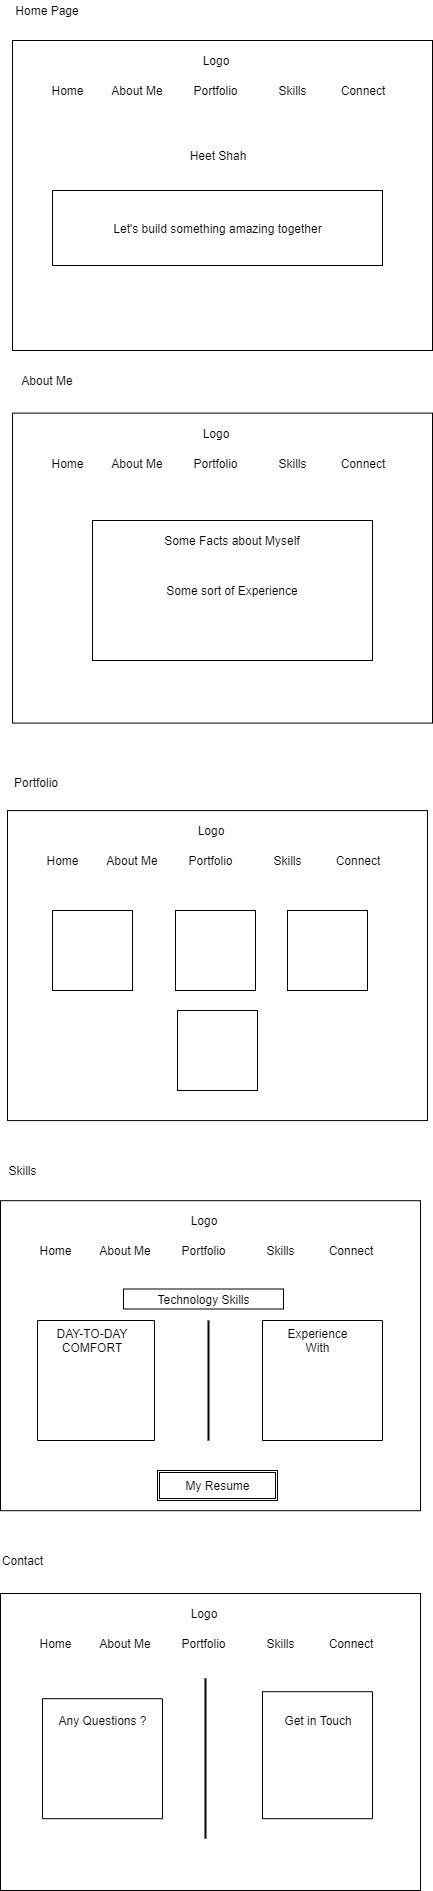 Home Page
Logo
Home About Me Portfolio Skills Connect
Heet Shah
Let's build something amazing together
About Me
Logo
Home About Me Portfolio Skills Connect
Some Facts about Myself
Some sort of Experience
Portfolio
Logo
Home About Me Portfolio Skills Connect
Skills
Logo
Home About Me Portfolio Skills Connect
Technology Skills
DAY-TO-DAY
COMFORT
Experience
With
My Resume
Contact
Logo
Home About Me Portfolio Skills Connect
Any Questions ?
Get in Touch